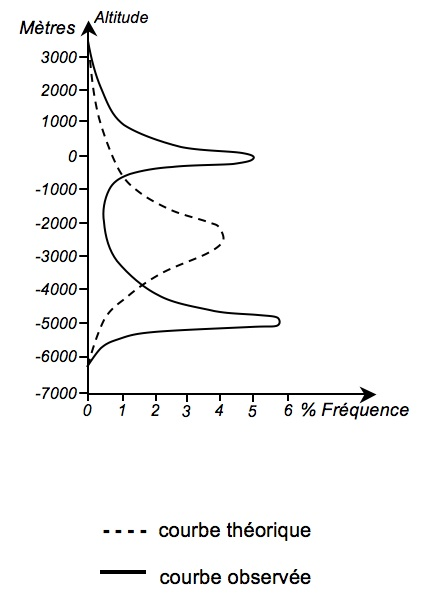 Altitude
Mètres
3000
2000
1000
0
-1000
-2000
-3000
-4000
-5000
-6000
-7000
0 1 2 3 4 5 6 % Fréquence
courbe théorique
courbe observée